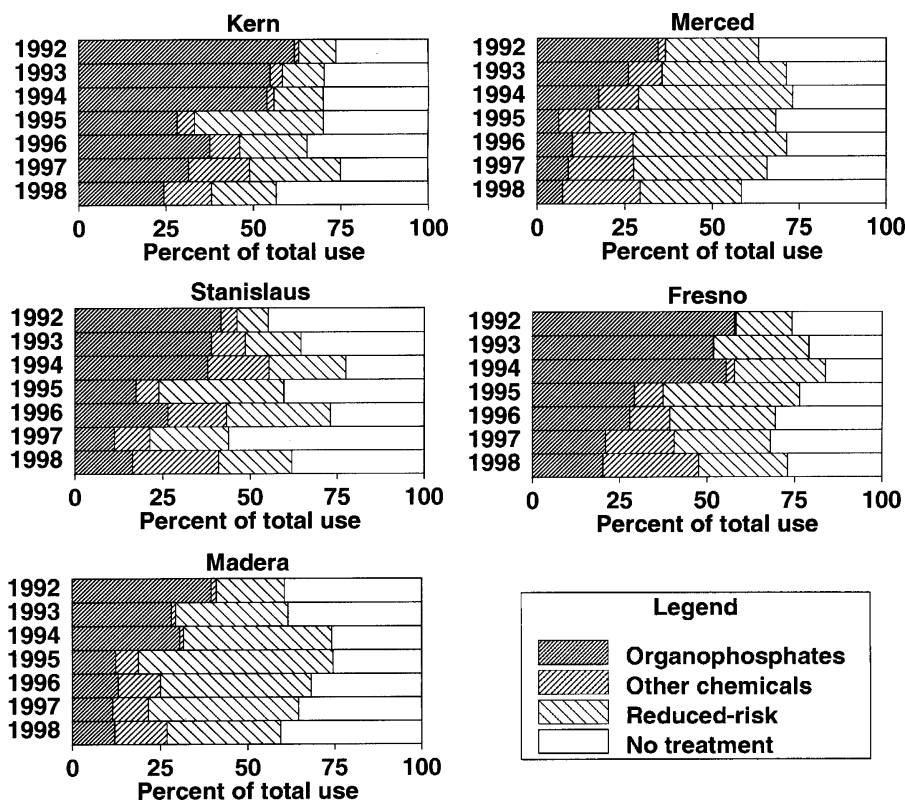 Kern
1992
1993
1994
1995
1996
1997
1998
0 25 50 75 100
Percent of total use
Merced
1992
1993
1994
1995
1996
1997
1998
0 25 50 75 100
Percent of total use
Stanislaus
1992
1993
1994
1995
1996
1997
1998
0 25 50 75 100
Percent of total use
Fresno
1992
1993
1994
1995
1996
1997
1998
0 25 50 75 100
Percent of total use
Madera
1992
1993
1994
1995
1996
1997
1998
0 25 50 75 100
Percent of total use
Legend
Organophosphates
Other chemicals
Reduced-risk
No treatment